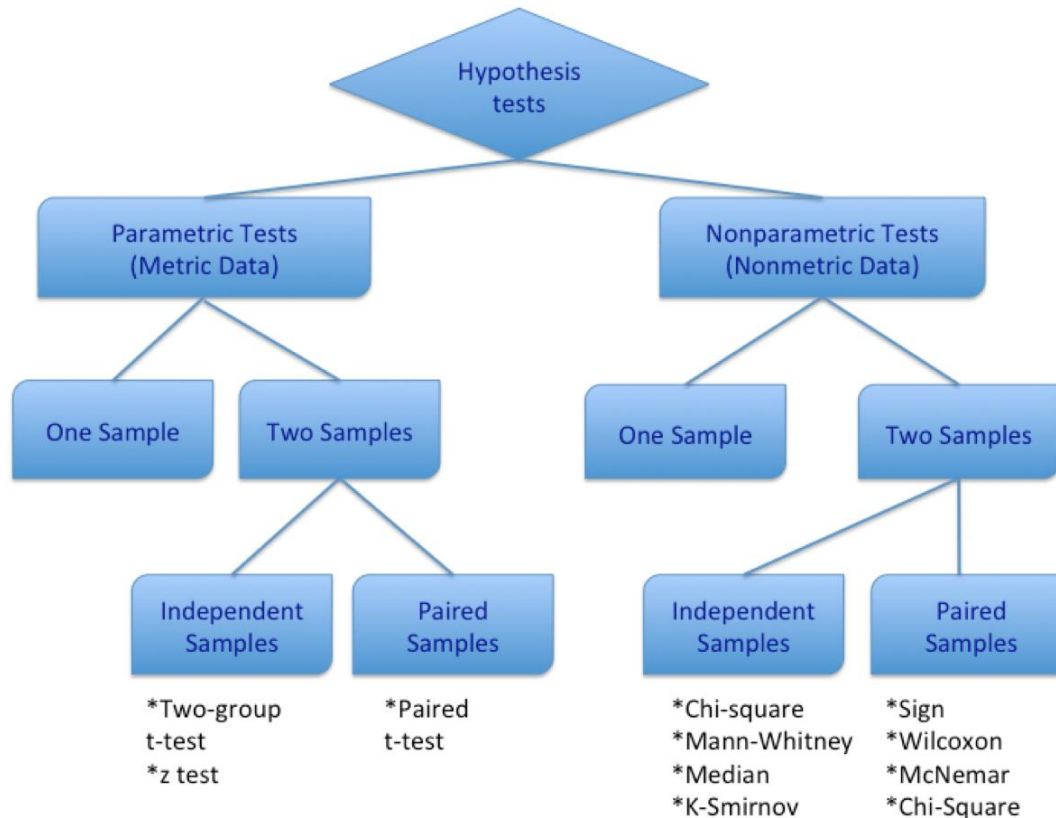 Hypothesis
tests
Parametric Tests
(Metric Data)
Nonparametric Tests
(Nonmetric Data)
One Sample
Two Samples
One Sample
Two Samples
Independent
Samples
Paired
Samples
Independent
Samples
Paired
Samples
*Two-group
t-test
*z test
*Paired
t-test
*Chi-square
*Mann-Whitney
*Median
*K-Smirnov
*Sign
*Wilcoxon
*McNemar
*Chi-Square